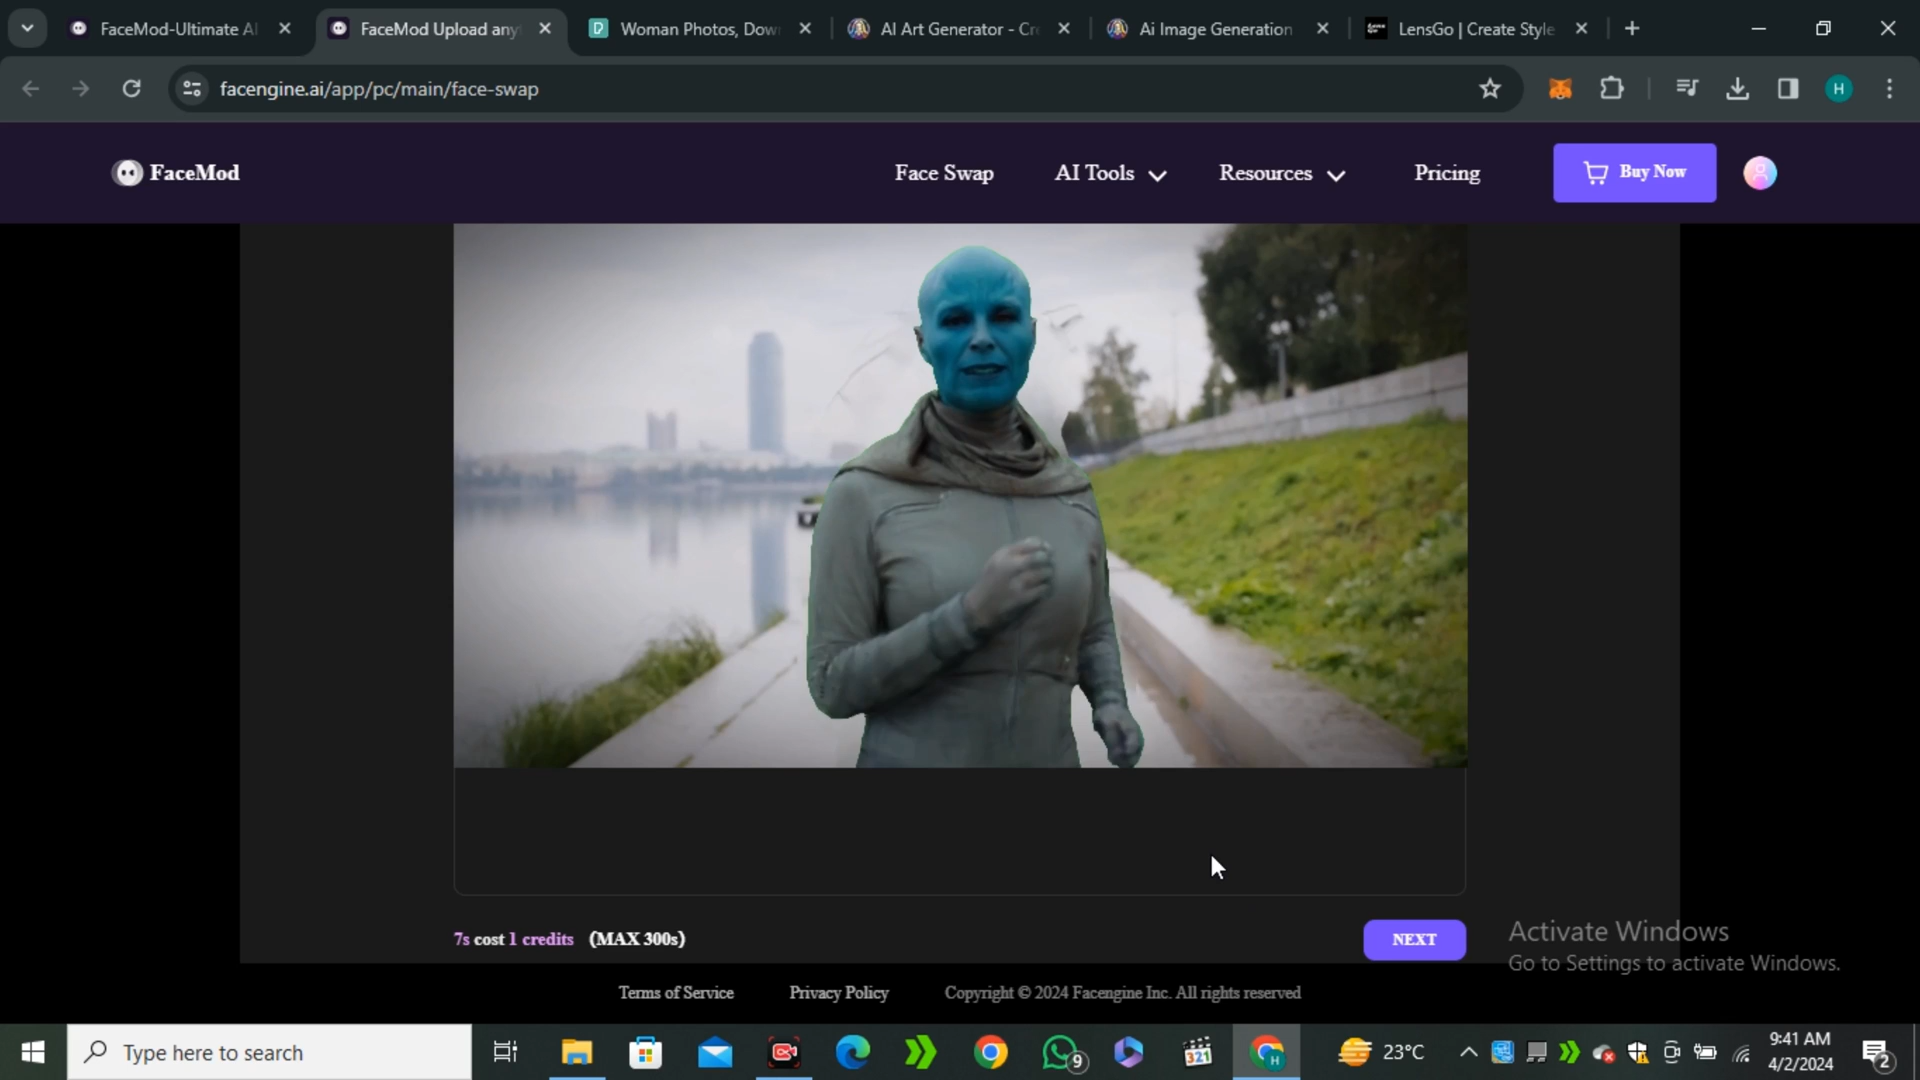 FaceMod-Ultimate AI
FaceMod Upload any
Woman Photos, Dow
AI Art Generator - Cr
Ai Image Generation
LensGo | Create Style
facengine.ai/app/pc/main/face-swap
H
FaceMod
Face Swap
AI Tools
Resources
Pricing
Buy Now
7s cost 1 credits (MAX 300s)
NEXT
Activate Windows
Go to Settings to activate Windows.
Terms of Service
Privacy Policy
Copyright © 2024 Facengine Inc. All rights reserved
Type here to search
9
321
H
23°C
9:41 AM
4/2/2024
2